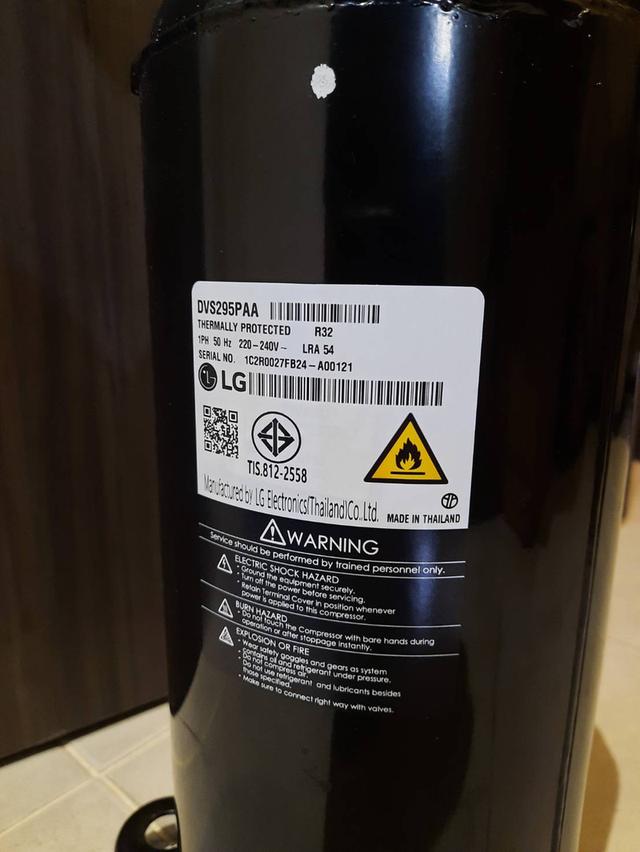 DVS295PAA
THERMALLY PROTECTED R32
1PH 50 Hz 220-240V~ LRA 54
SERIAL NO. 1C2R0027FB24-A00121
LG LG
TIS.812-2558
Manufactured by LG Electronics(Thailand)Co.,Ltd.
MADE IN THAILAND
WARNING
Service should be performed by trained personnel only.
ELECTRIC SHOCK HAZARD
• Ground the equipment securely.
• Turn off the power before servicing.
• Retain Terminal Cover in position whenever
power is applied to this compressor.
BURN HAZARD
• Do not touch the Compressor with bare hands during
operation or after stoppage instantly.
EXPLOSION OR FIRE
• Wear safety goggles and gears as system
contains oil and refrigerant under pressure.
• Do not compress air.
• Do not use refrigerant and lubricants besides
those specified.
• Make sure to connect right way with valves.